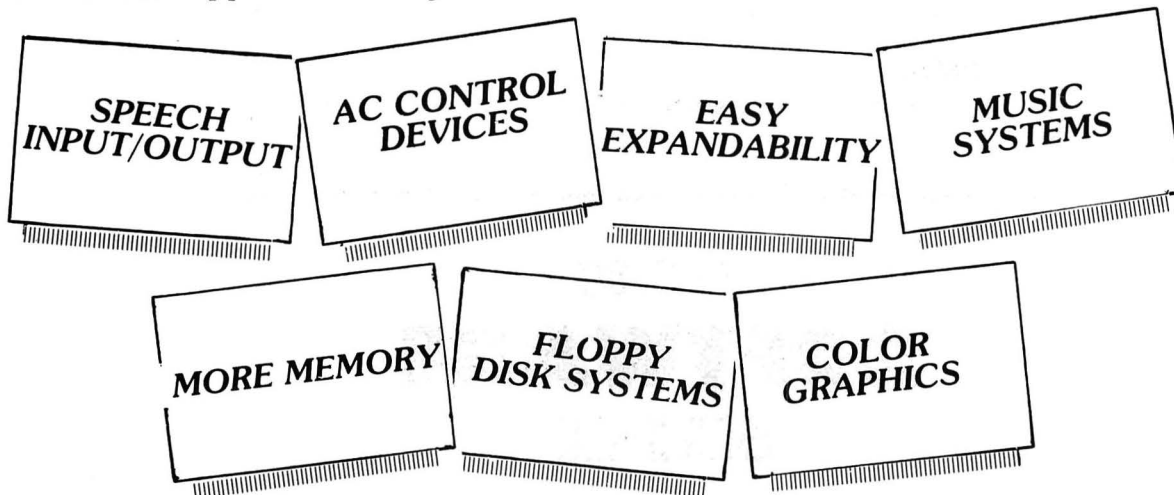 SPEECH
INPUT/OUTPUT
AC CONTROL
DEVICES
EASY
EXPANDABILITY
MUSIC
SYSTEMS
MORE MEMORY
FLOPPY
DISK SYSTEMS
COLOR
GRAPHICS